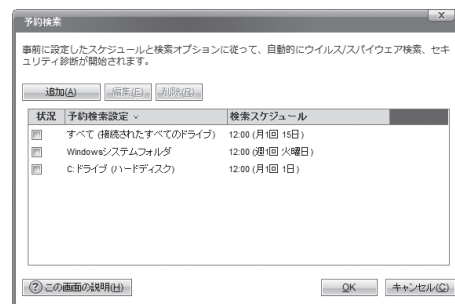 予約検索
事前に設定したスケジュールと検索オプションに従って、自動的にウイルス/スパイウェア検索、セキ
ュリティ診断が開始されます。
追加(A) 編集(E) 削除(R)
状況 予約検索設定 検索スケジュール
すべて (接続されたすべてのドライブ) 12:00 (月1回 15日)
Windowsシステムフォルダ 12:00 (週1回 火曜日)
C:ドライブ (ハードディスク) 12:00 (月1回 1日)
?この画面の説明(H) OK キャンセル(C)